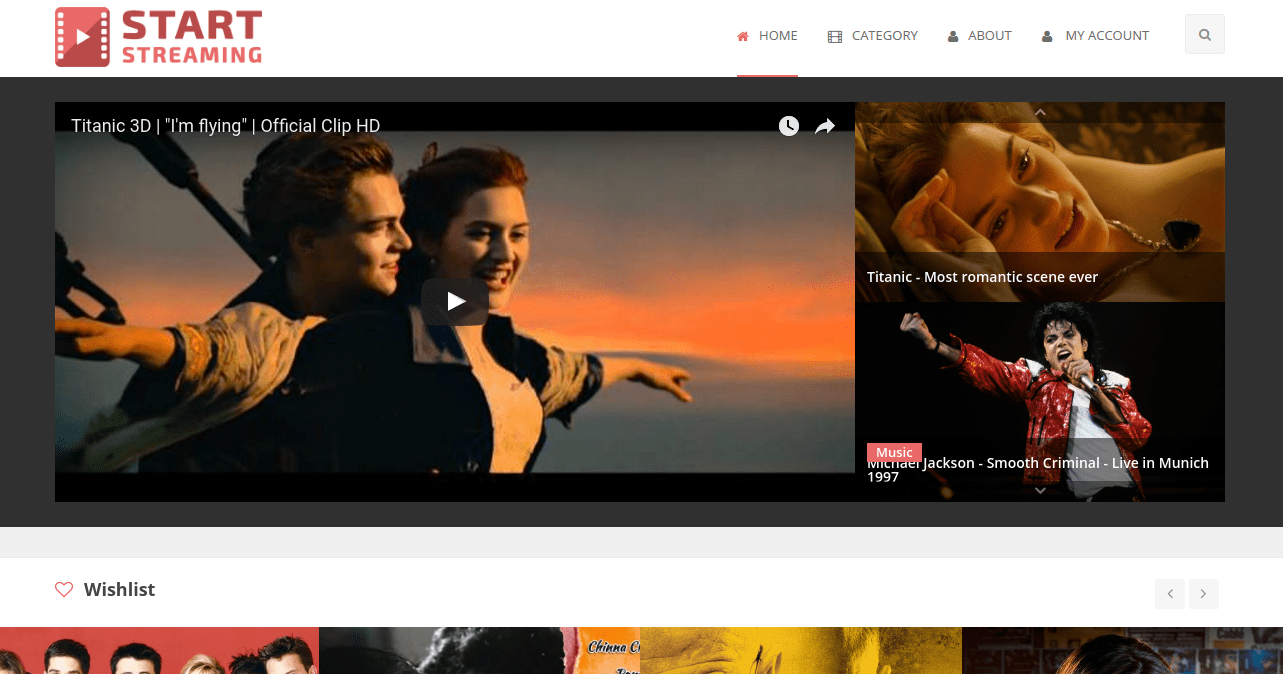 START
STREAMING
HOME
CATEGORY
ABOUT
MY ACCOUNT
Titanic 3D | "I'm flying" | Official Clip HD
Titanic - Most romantic scene ever
Music
Michael Jackson - Smooth Criminal - Live in Munich
1997
Wishlist
Chinna C